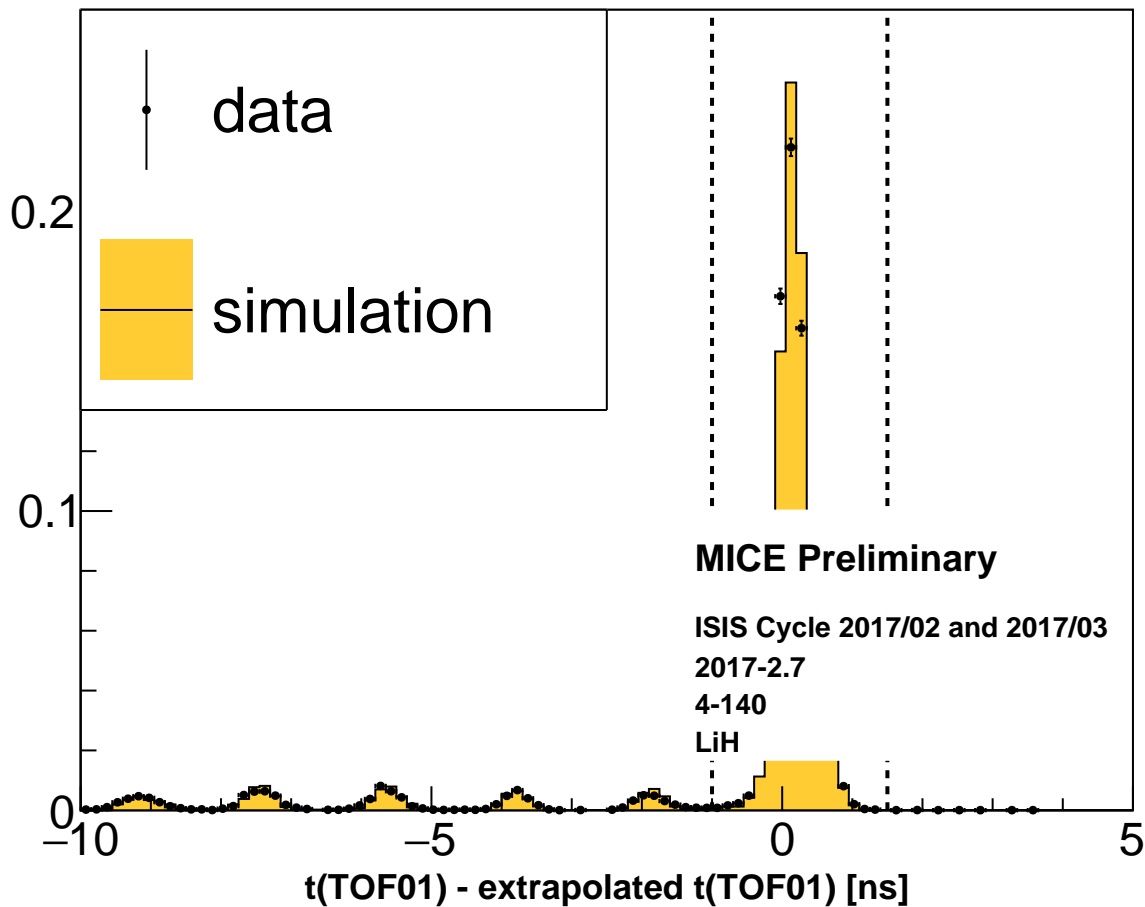 data
simulation
0.2
0.1
0
MICE Preliminary
ISIS Cycle 2017/02 and 2017/03
2017-2.7
4-140
LiH
−10
−5
0
5
t(TOF01) - extrapolated t(TOF01) [ns]